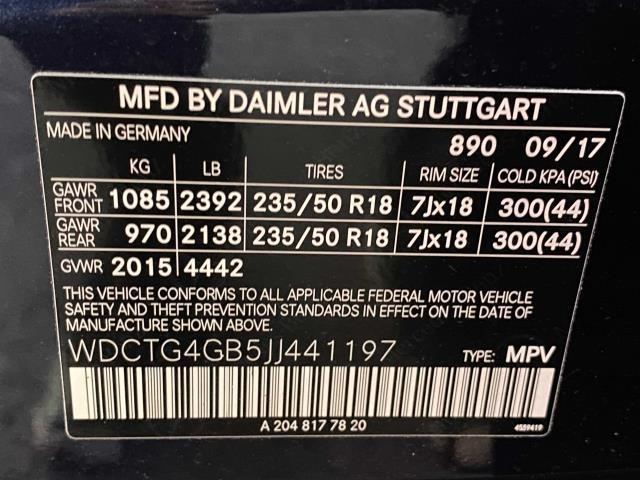 MFD BY DAIMLER AG STUTTGART
MADE IN GERMANY 890 09/17
KG LB TIRES RIM SIZE COLD KPA (PSI)
GAWR FRONT 1085 2392 235/50 R18 7Jx18 300(44)
GAWR REAR 970 2138 235/50 R18 7Jx18 300(44)
GVWR 2015 4442
THIS VEHICLE CONFORMS TO ALL APPLICABLE FEDERAL MOTOR VEHICLE
SAFETY AND THEFT PREVENTION STANDARDS IN EFFECT ON THE DATE OF
MANUFACTURE SHOWN ABOVE.
WDCTG4GB5JJ441197 TYPE: MPV
A 204 817 78 20 4559419